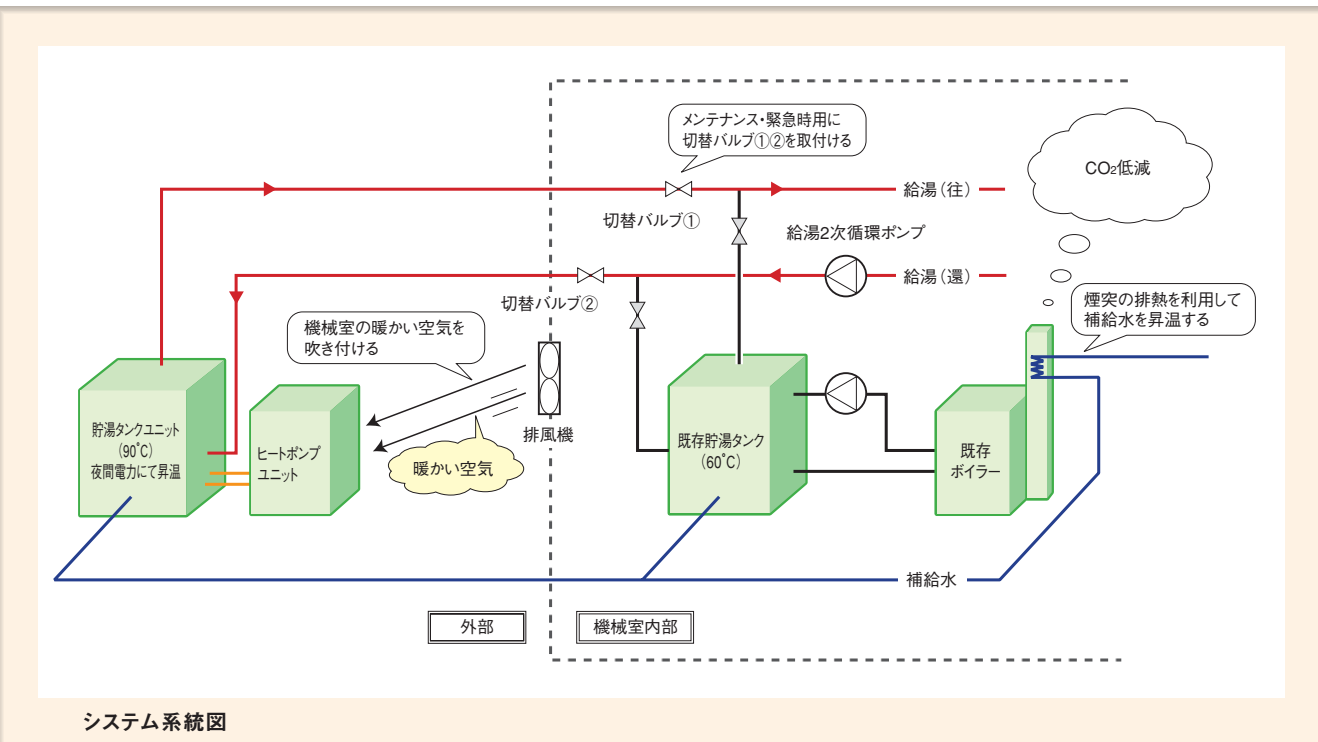 メンテナンス・緊急時用に
切替バルブ①②を取付ける
CO₂低減
給湯（往）
切替バルブ①
給湯2次循環ポンプ
給湯（還）
切替バルブ②
煙突の排熱を利用して
補給水を昇温する
機械室の暖かい空気を
吹き付ける
排風機
貯湯タンクユニット
（90℃）
夜間電力にて昇温
ヒートポンプ
ユニット
暖かい空気
既存貯湯タンク
（60℃）
既存
ボイラー
補給水
外部
機械室内部
システム系統図